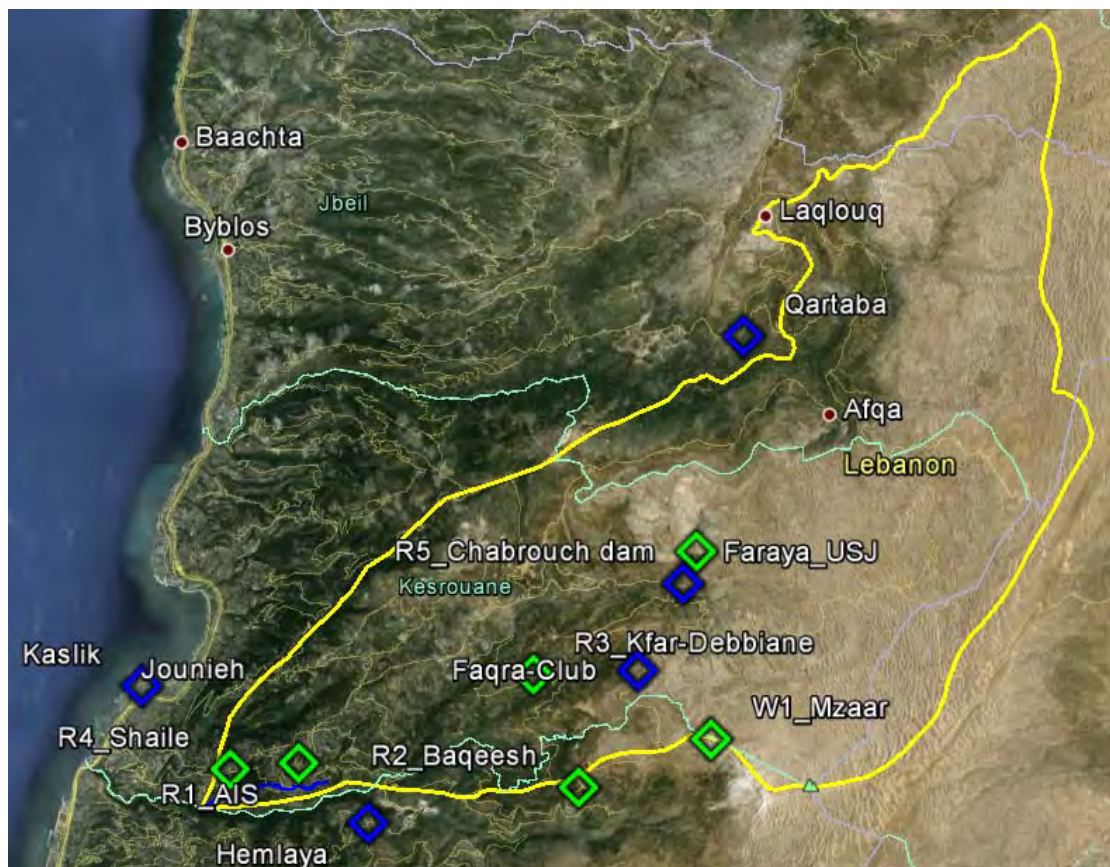 Baachta
Jbeil
Byblos
Laqlouq
Qartaba
Afqa
Lebanon
R5_Chabrouch dam
Faraya_USJ
Kesrouane
Kaslik
Jounieh
R3_Kfar-Debbiane
Faqra-Club
W1_Mzaar
R4_Shaile
R2_Baqeesh
R1_AIS
Hemlaya